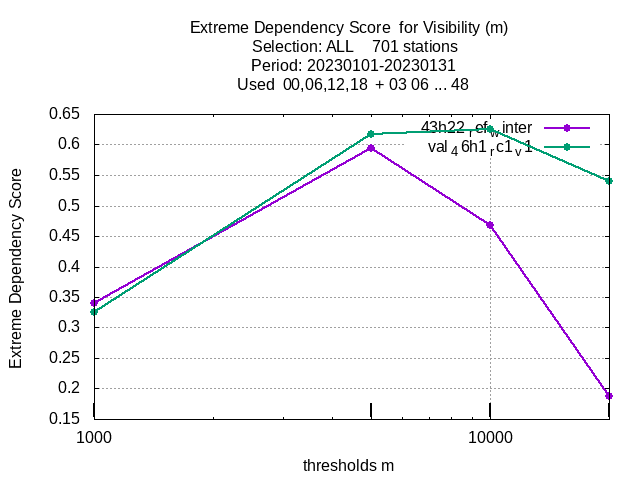 Extreme Dependency Score  for Visibility (m)
Selection: ALL    701 stations
Period: 20230101-20230131
Used  00,06,12,18  + 03 06 ... 48
Extreme Dependency Score
0.65
0.6
0.55
0.5
0.45
0.4
0.35
0.3
0.25
0.2
0.15
43h22refwinter
val46h1rc1v1
1000
10000
thresholds m